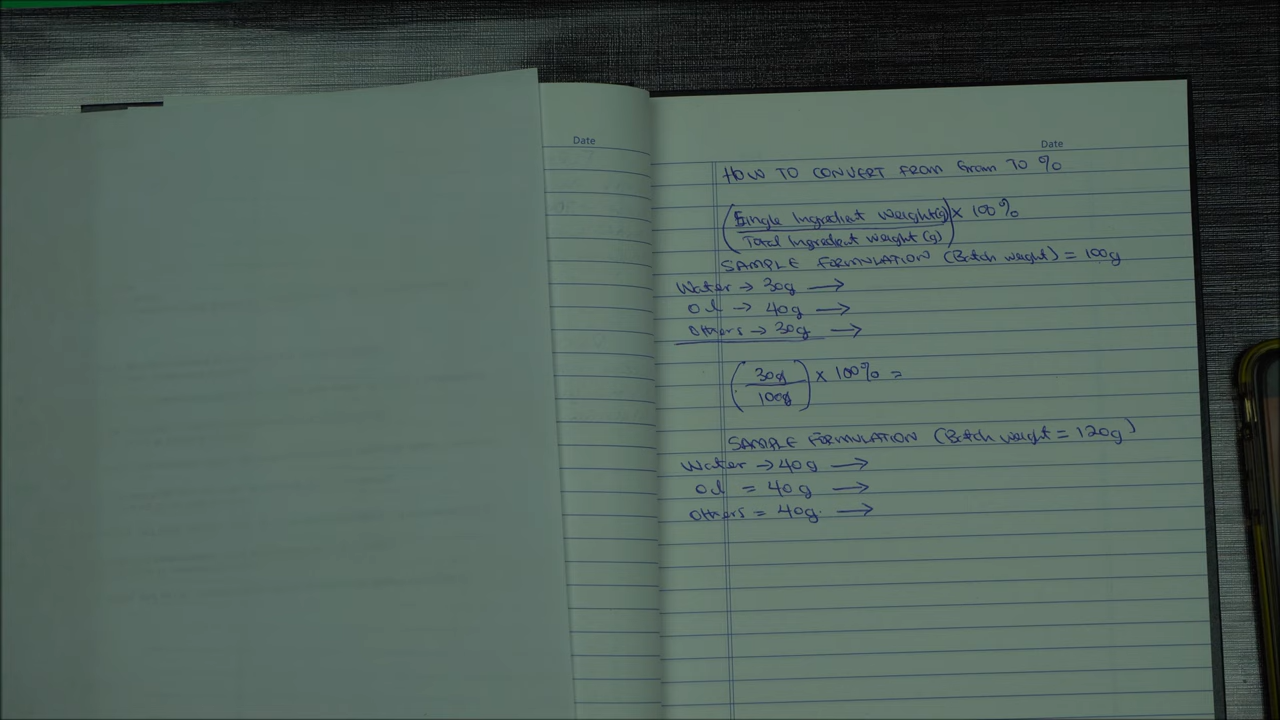 Date
Date
HOW TO CONVERT FROM Gram TO %
(Single Ingredient weight(g)
Total Ingredient weight (g)) × 100%
SAMPLE FORMULATION (Batch weight) = 100g
Water → 30g →
Oil → 40g →
Others → 30g →
(30g
100g) × 100% =
SAMPLE FORMULATION (Batch weight = 120g)
Water → 40g →
Oil = 40g →
Others = 40g. →